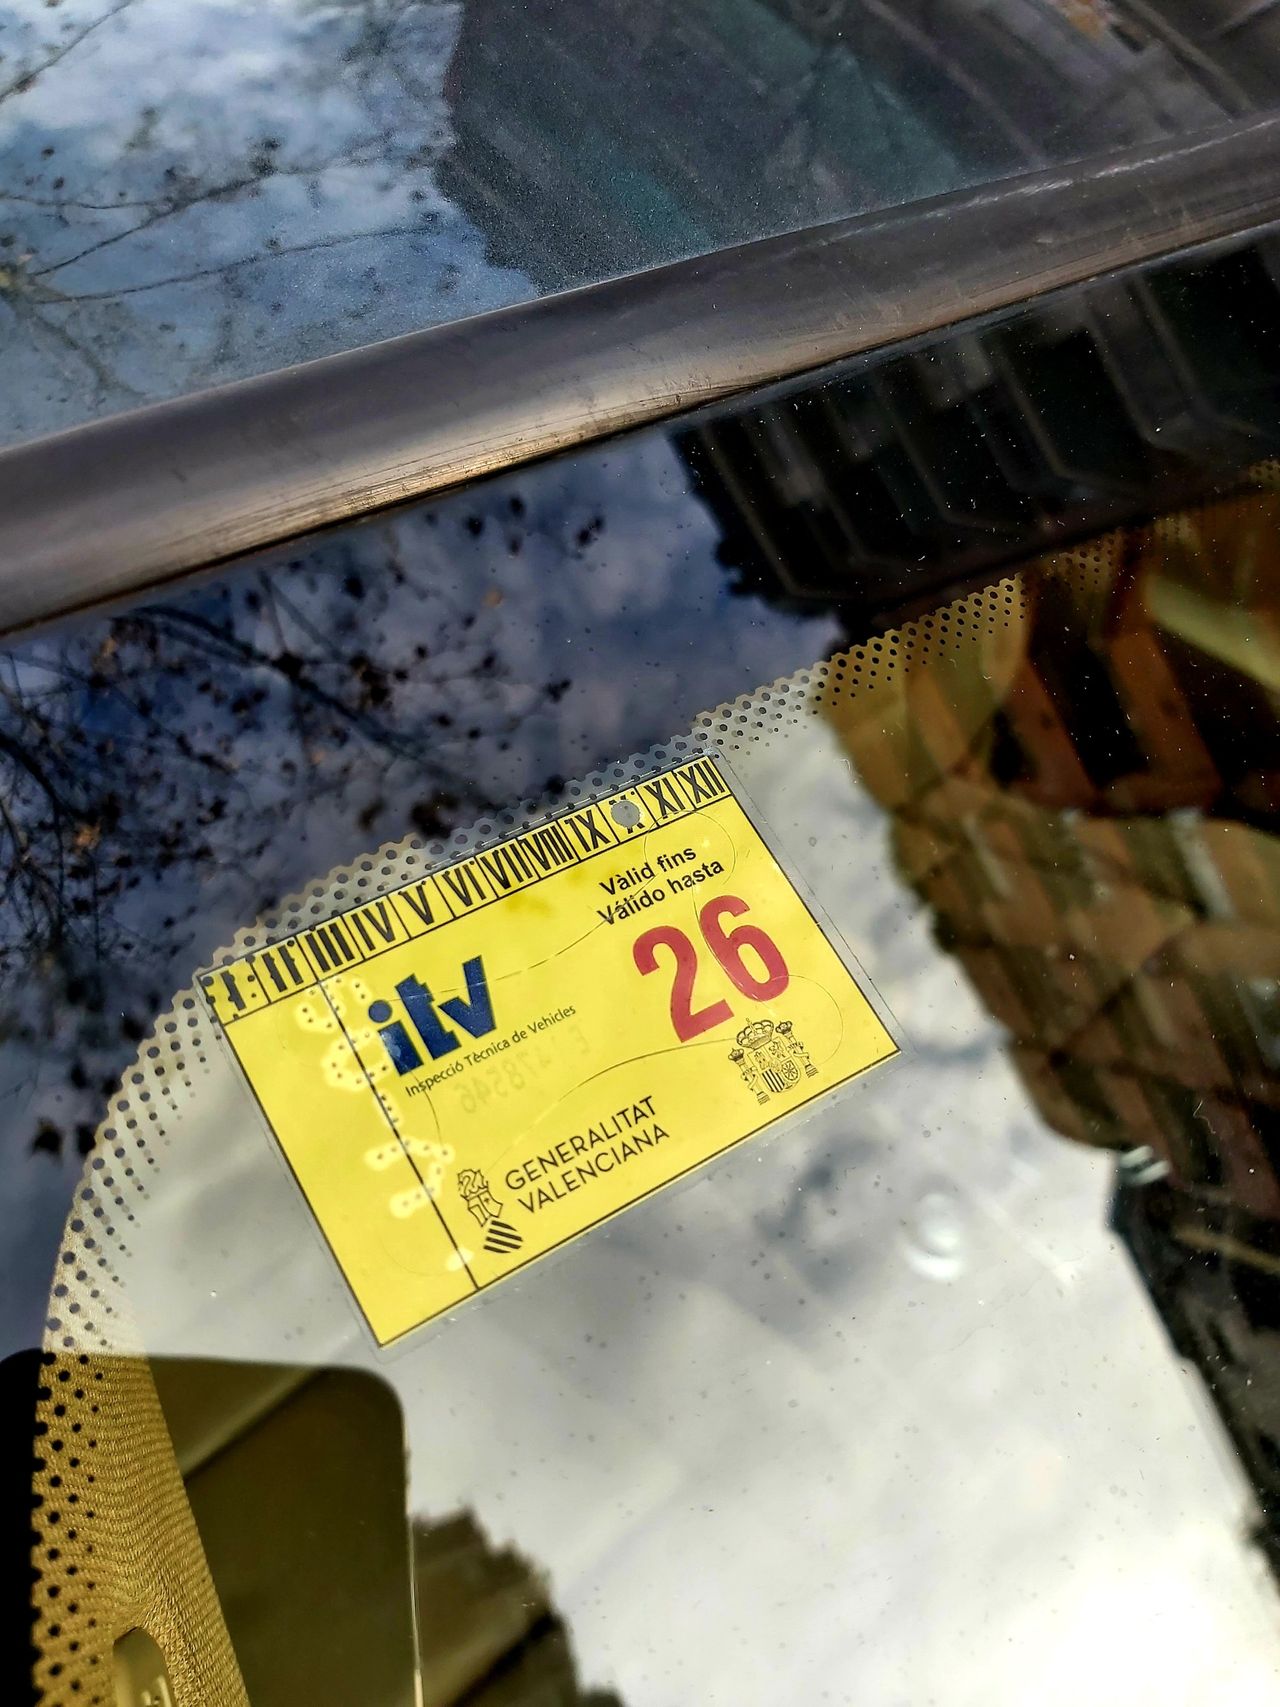 I II III IV V VI VII VIII IX X XI XII
Vàlid fins
Válido hasta
26
itv
Inspecció Tècnica de Vehicles
GENERALITAT
VALENCIANA